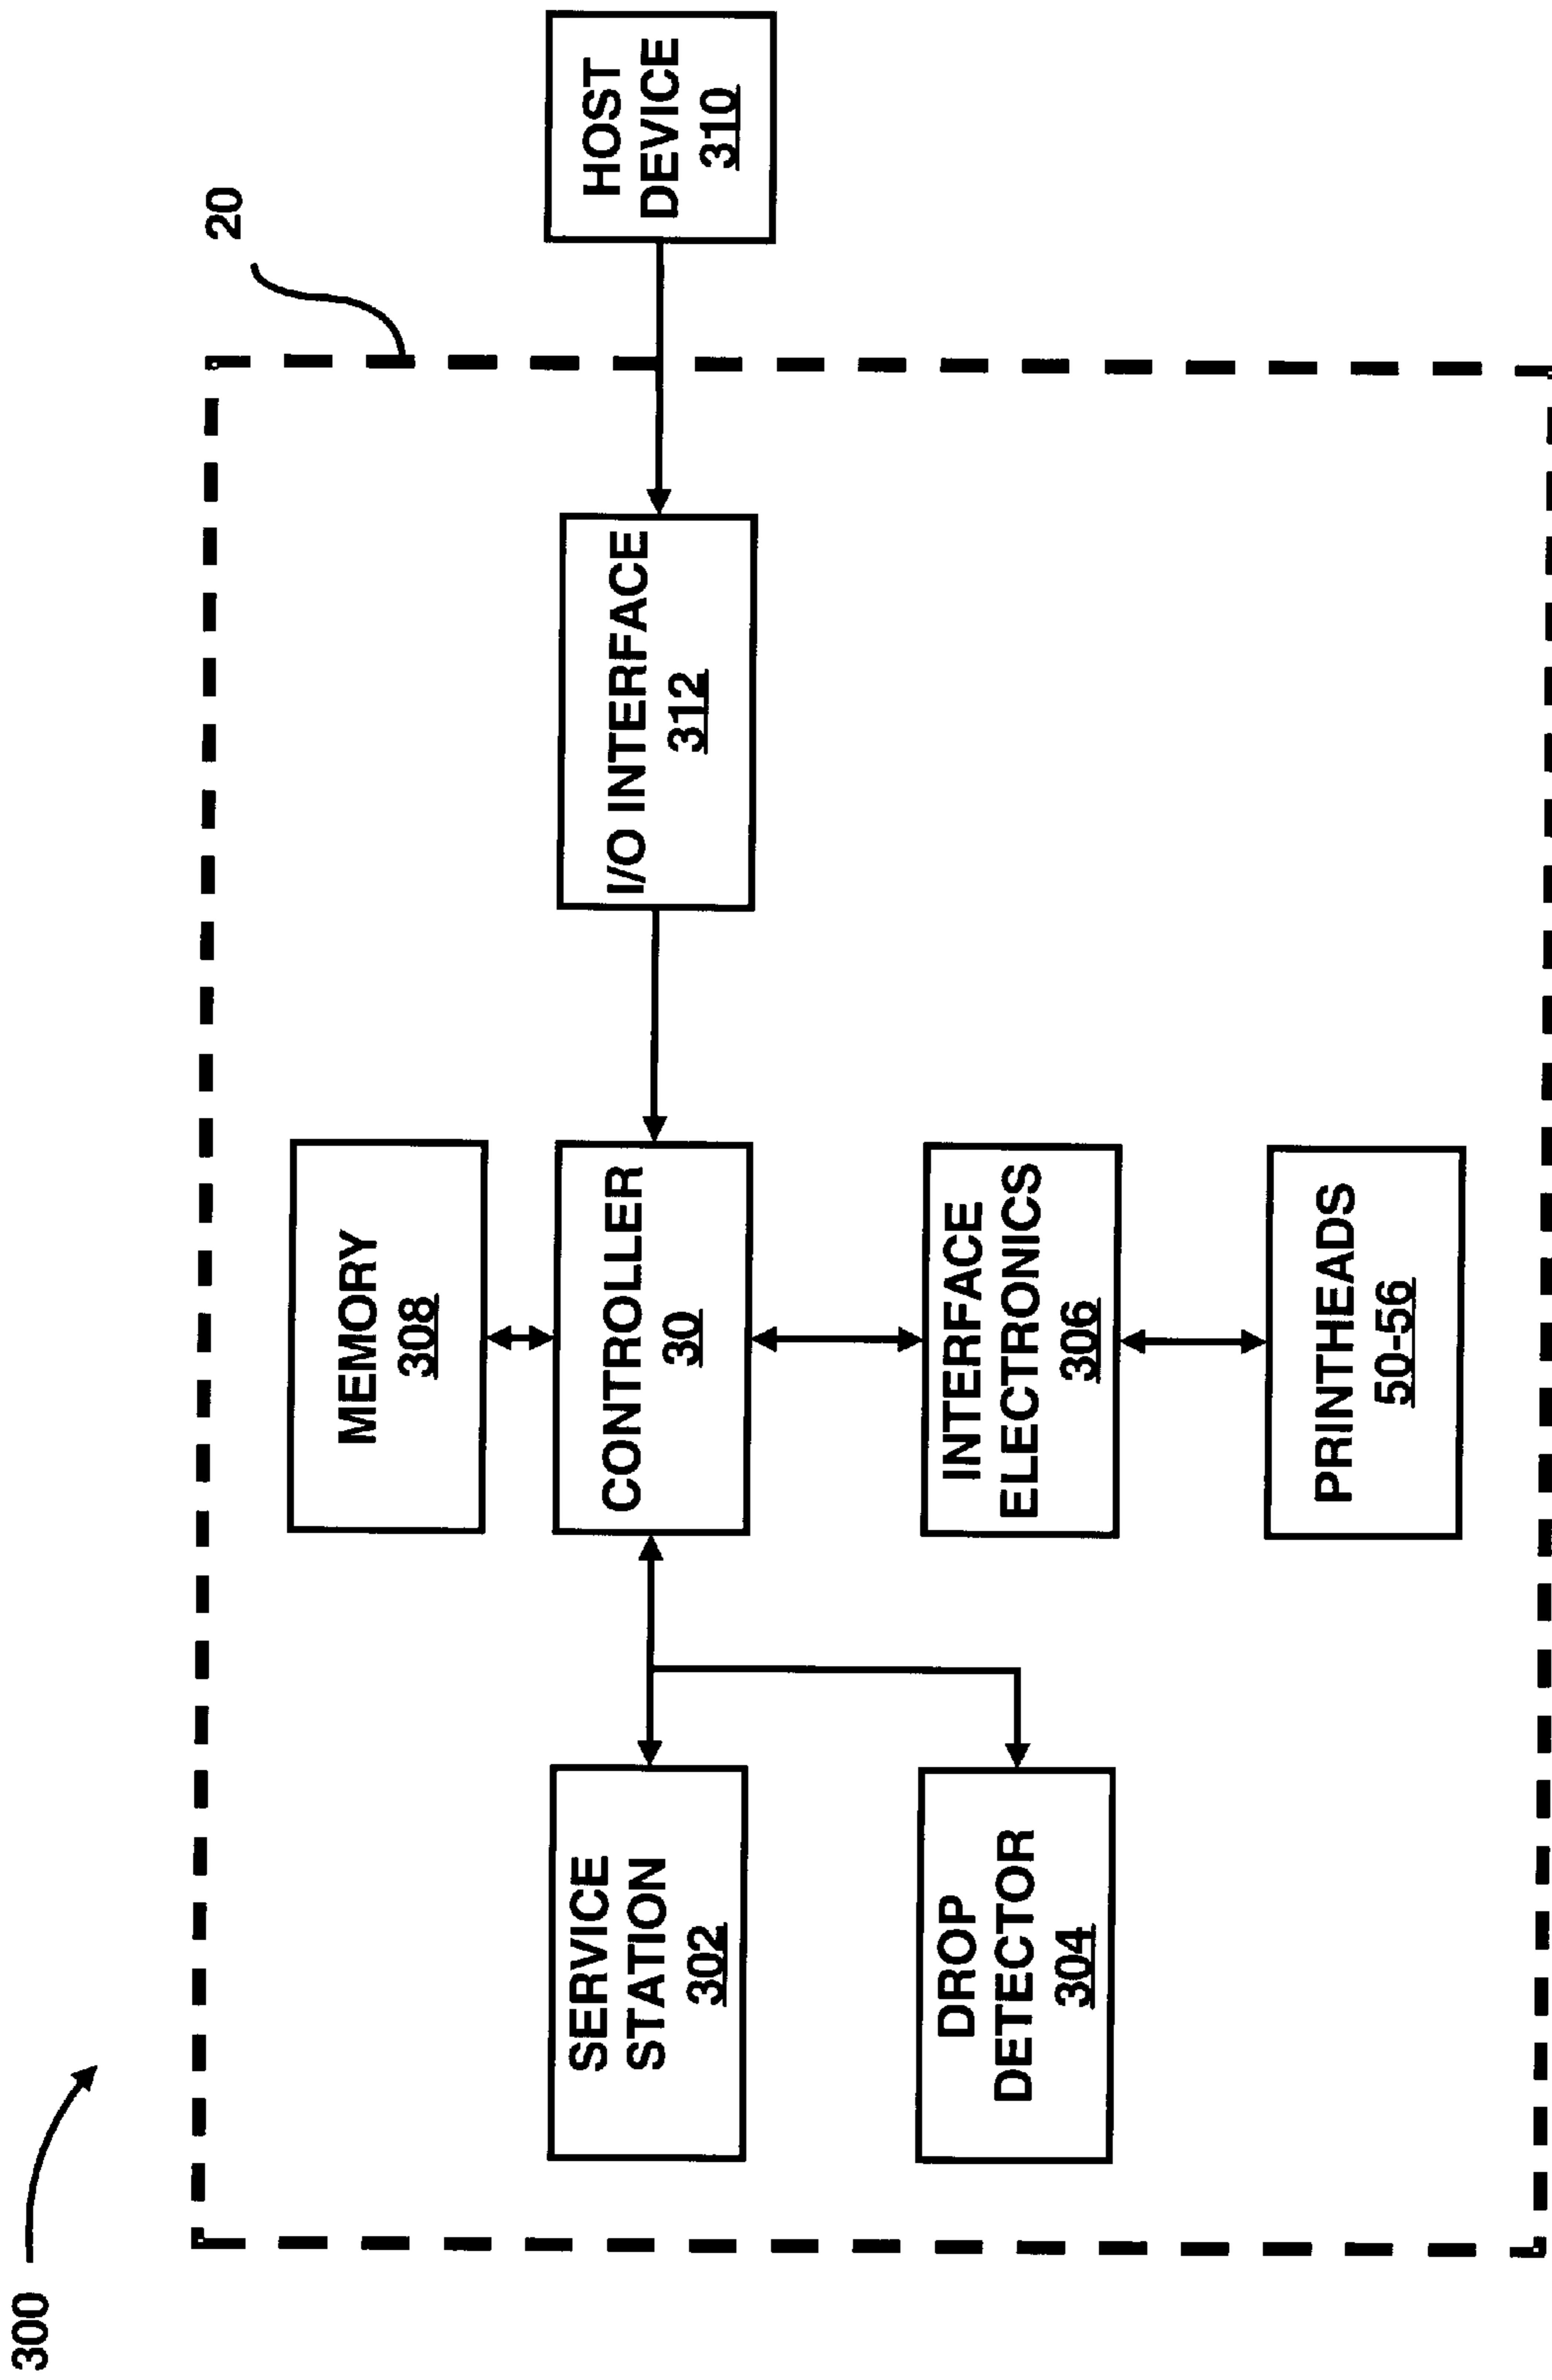 300
20
MEMORY
308
SERVICE
STATION
302
CONTROLLER
30
I/O INTERFACE
312
HOST
DEVICE
310
DROP
DETECTOR
304
INTERFACE
ELECTRONICS
306
PRINTHEADS
50-56